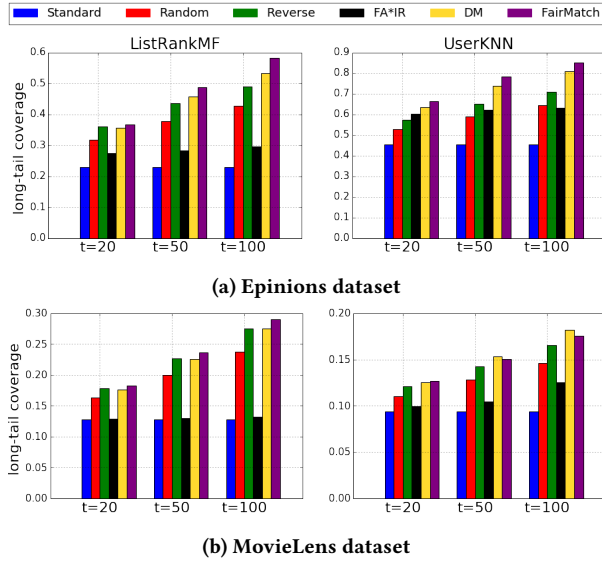 Standard Random Reverse FA*IR DM FairMatch
ListRankMF UserKNN
long-tail coverage
0.6
0.5
0.4
0.3
0.2
0.1
0.0
t=20 t=50 t=100
0.9
0.8
0.7
0.6
0.5
0.4
0.3
0.2
0.1
0.0
t=20 t=50 t=100
(a) Epinions dataset
long-tail coverage
0.30
0.25
0.20
0.15
0.10
0.05
0.00
t=20 t=50 t=100
0.20
0.15
0.10
0.05
0.00
t=20 t=50 t=100
(b) MovieLens dataset